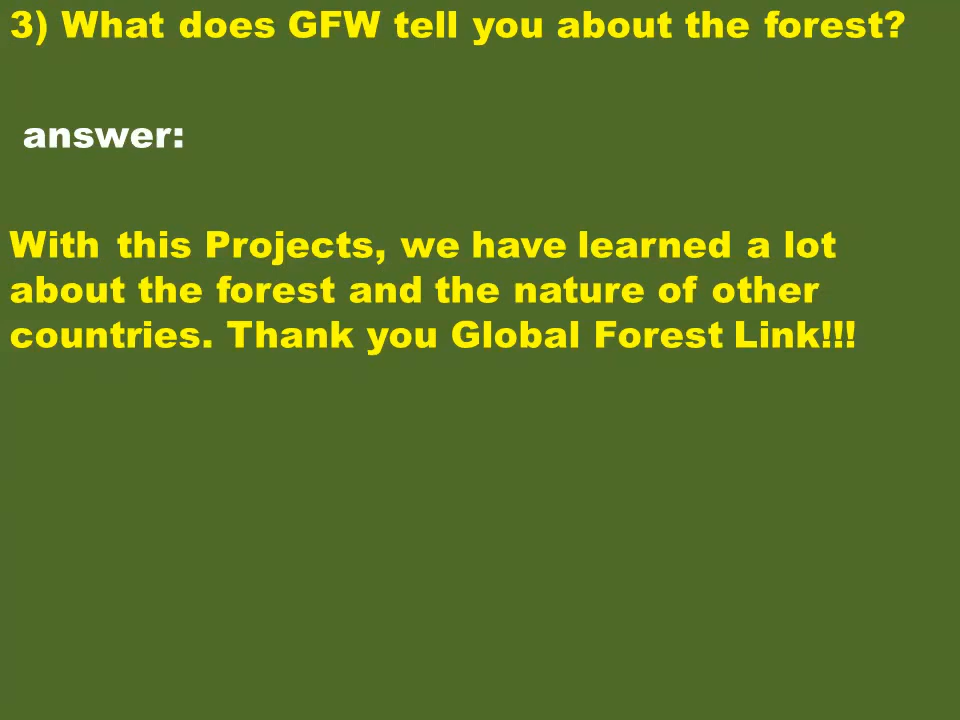 3) What does GFW tell you about the forest?
answer:
With this Projects, we have learned a lot
about the forest and the nature of other
countries. Thank you Global Forest Link!!!